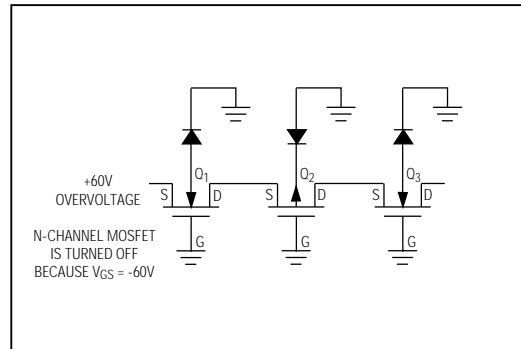 Q1 Q2 Q3
+60V
OVERVOLTAGE
S D S D S D
N-CHANNEL MOSFET
IS TURNED OFF
BECAUSE VGS = -60V
G G G